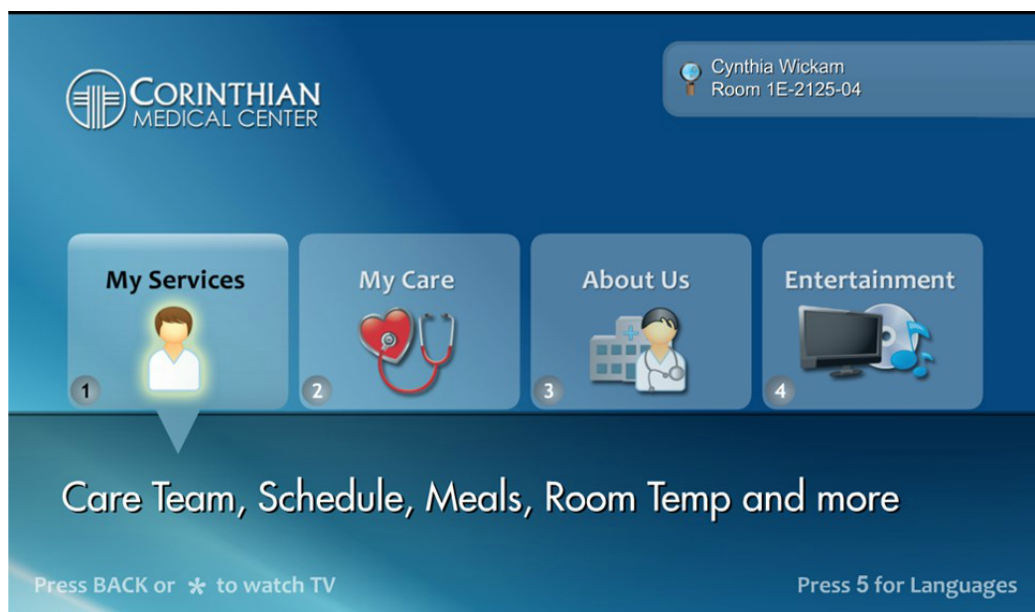 CORINTHIAN
MEDICAL CENTER
Cynthia Wickam
Room 1E-2125-04
My Services
1
My Care
2
About Us
3
Entertainment
4
Care Team, Schedule, Meals, Room Temp and more
Press BACK or * to watch TV
Press 5 for Languages